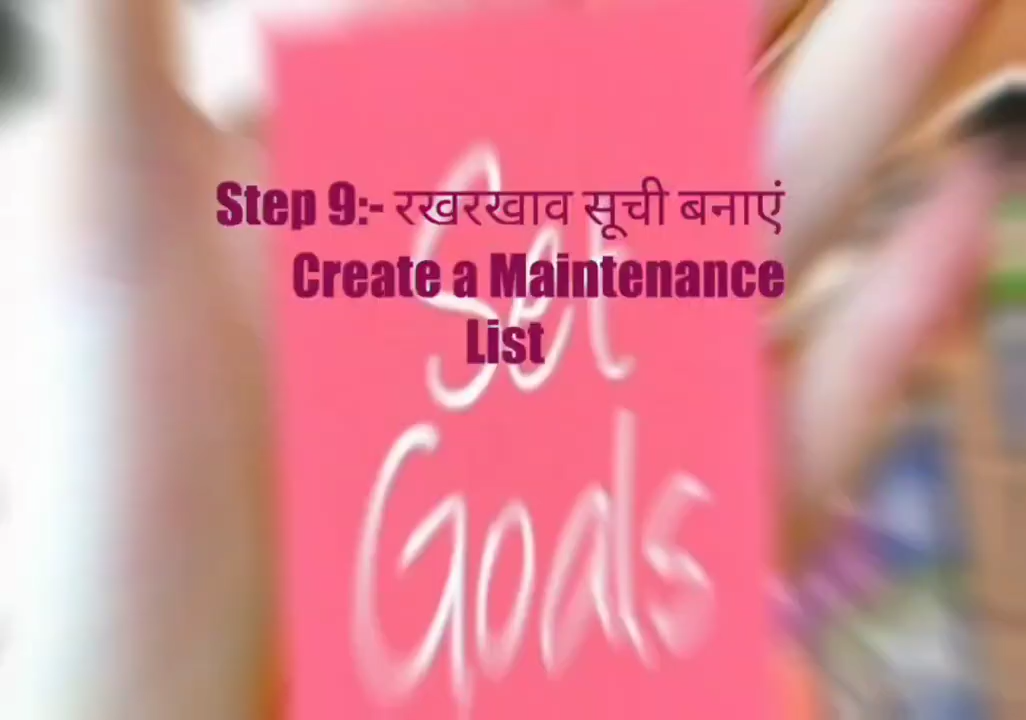 Step 9:- रखरखाव सूची बनाएं
Create a Maintenance
List
Set
Goals